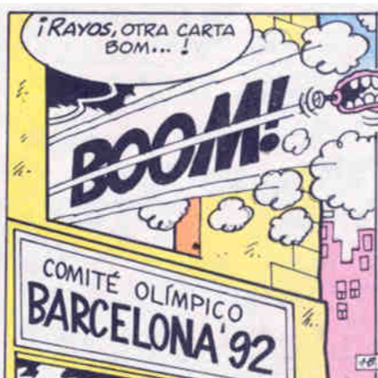 ¡RAYOS, OTRA CARTA
BOM...!
BOOM!
COMITÉ OLÍMPICO
BARCELONA '92